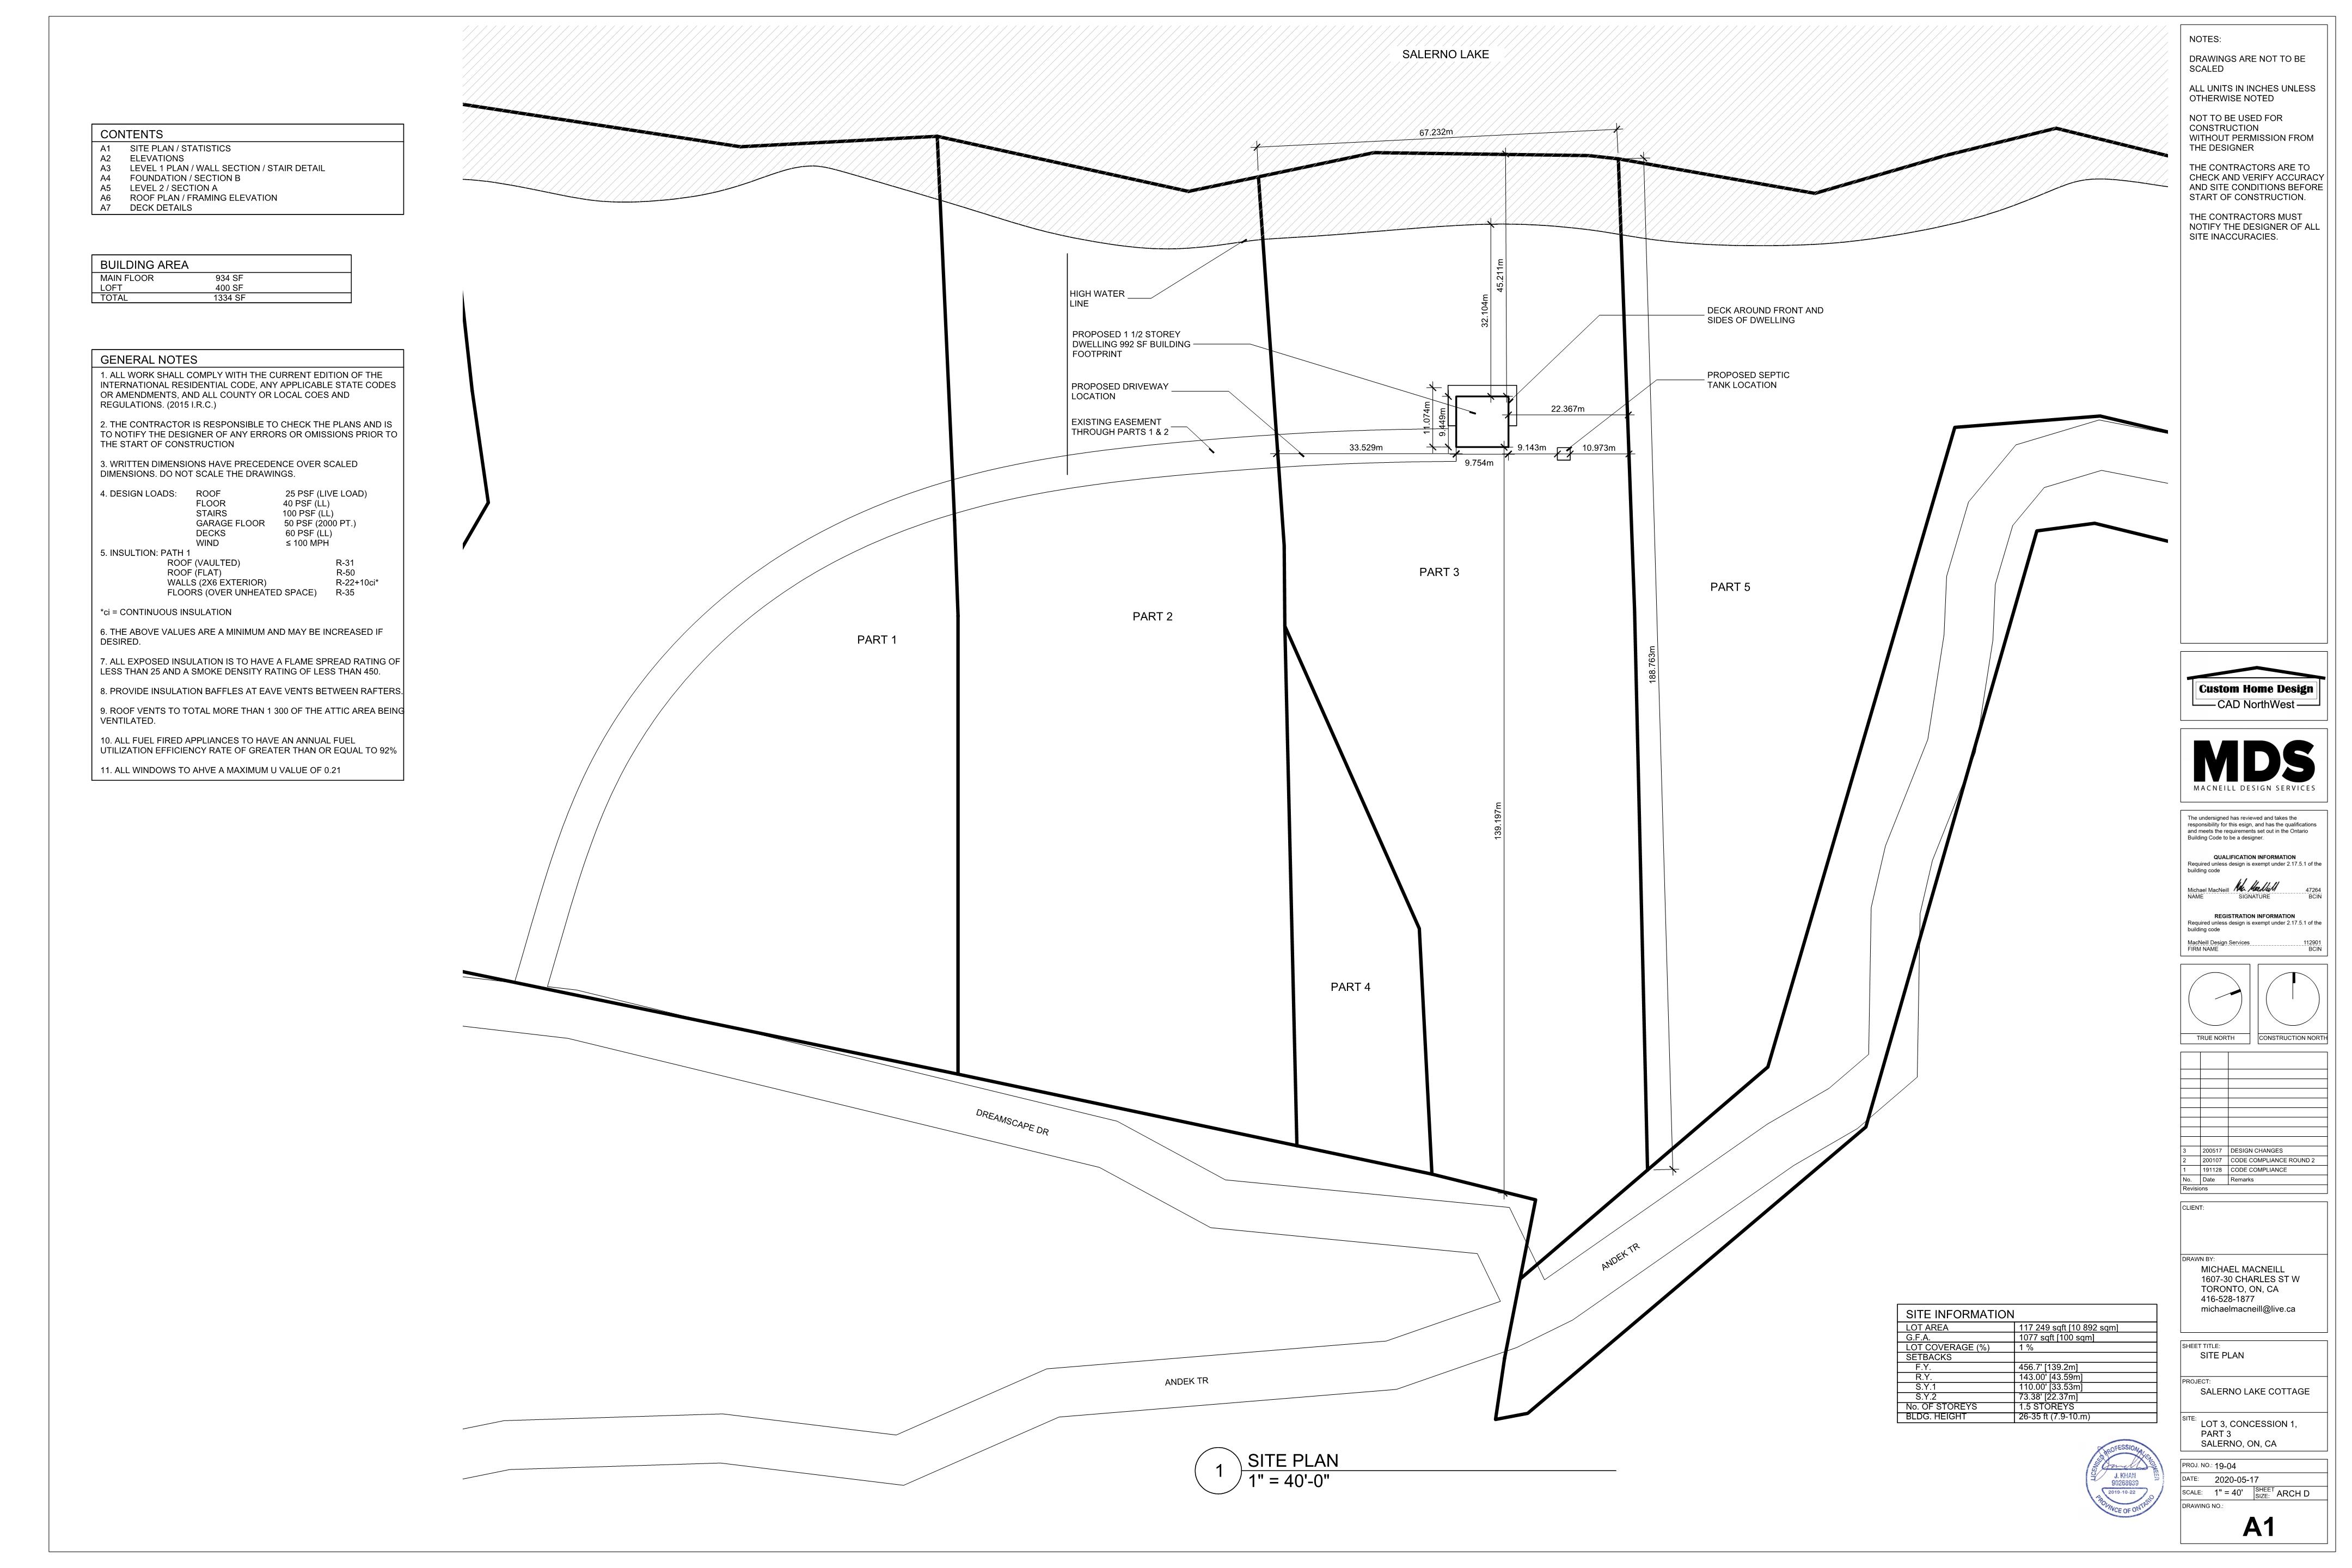 CONTENTS
A1 SITE PLAN / STATISTICS
A2 ELEVATIONS
A3 LEVEL 1 PLAN / WALL SECTION / STAIR DETAIL
A4 FOUNDATION / SECTION B
A5 LEVEL 2 / SECTION A
A6 ROOF PLAN / FRAMING ELEVATION
A7 DECK DETAILS
BUILDING AREA
MAIN FLOOR 934 SF
LOFT 400 SF
TOTAL 1334 SF
GENERAL NOTES
1. ALL WORK SHALL COMPLY WITH THE CURRENT EDITION OF THE
INTERNATIONAL RESIDENTIAL CODE, ANY APPLICABLE STATE CODES
OR AMENDMENTS, AND ALL COUNTY OR LOCAL COES AND
REGULATIONS. (2015 I.R.C.)
2. THE CONTRACTOR IS RESPONSIBLE TO CHECK THE PLANS AND IS
TO NOTIFY THE DESIGNER OF ANY ERRORS OR OMISSIONS PRIOR TO
THE START OF CONSTRUCTION
3. WRITTEN DIMENSIONS HAVE PRECEDENCE OVER SCALED
DIMENSIONS. DO NOT SCALE THE DRAWINGS.
4. DESIGN LOADS: ROOF 25 PSF (LIVE LOAD)
FLOOR 40 PSF (LL)
STAIRS 100 PSF (LL)
GARAGE FLOOR 50 PSF (2000 PT.)
DECKS 60 PSF (LL)
WIND ≤ 100 MPH
5. INSULTION: PATH 1
ROOF (VAULTED) R-31
ROOF (FLAT) R-50
WALLS (2X6 EXTERIOR) R-22+10ci*
FLOORS (OVER UNHEATED SPACE) R-35
*ci = CONTINUOUS INSULATION
6. THE ABOVE VALUES ARE A MINIMUM AND MAY BE INCREASED IF
DESIRED.
7. ALL EXPOSED INSULATION IS TO HAVE A FLAME SPREAD RATING OF
LESS THAN 25 AND A SMOKE DENSITY RATING OF LESS THAN 450.
8. PROVIDE INSULATION BAFFLES AT EAVE VENTS BETWEEN RAFTERS.
9. ROOF VENTS TO TOTAL MORE THAN 1 300 OF THE ATTIC AREA BEING
VENTILATED.
10. ALL FUEL FIRED APPLIANCES TO HAVE AN ANNUAL FUEL
UTILIZATION EFFICIENCY RATE OF GREATER THAN OR EQUAL TO 92%
11. ALL WINDOWS TO AHVE A MAXIMUM U VALUE OF 0.21
SALERNO LAKE
67.232m
45.211m
32.104m
HIGH WATER
LINE
PROPOSED 1 1/2 STOREY
DWELLING 992 SF BUILDING
FOOTPRINT
PROPOSED DRIVEWAY
LOCATION
EXISTING EASEMENT
THROUGH PARTS 1 & 2
DECK AROUND FRONT AND
SIDES OF DWELLING
PROPOSED SEPTIC
TANK LOCATION
11.074m
9.449m
22.367m
33.529m
9.754m
9.143m
10.973m
PART 1
PART 2
PART 3
PART 5
PART 4
188.763m
139.197m
DREAMSCAPE DR
ANDEK TR
ANDEK TR
1
SITE PLAN
1" = 40'-0"
SITE INFORMATION
LOT AREA 117 249 sqft [10 892 sqm]
G.F.A. 1077 sqft [100 sqm]
LOT COVERAGE (%) 1 %
SETBACKS
F.Y. 456.7' [139.2m]
R.Y. 143.00' [43.59m]
S.Y.1 110.00' [33.53m]
S.Y.2 73.38' [22.37m]
No. OF STOREYS 1.5 STOREYS
BLDG. HEIGHT 26-35 ft (7.9-10.m)
LICENSED PROFESSIONAL ENGINEER
J. KHAN
2019-10-22
PROVINCE OF ONTARIO
NOTES:
DRAWINGS ARE NOT TO BE
SCALED
ALL UNITS IN INCHES UNLESS
OTHERWISE NOTED
NOT TO BE USED FOR
CONSTRUCTION
WITHOUT PERMISSION FROM
THE DESIGNER
THE CONTRACTORS ARE TO
CHECK AND VERIFY ACCURACY
AND SITE CONDITIONS BEFORE
START OF CONSTRUCTION.
THE CONTRACTORS MUST
NOTIFY THE DESIGNER OF ALL
SITE INACCURACIES.
Custom Home Design
CAD NorthWest
MDS
MACNEILL DESIGN SERVICES
The undersigned has reviewed and takes the
responsibility for this esign, and has the qualifications
and meets the requirements set out in the Ontario
Building Code to be a designer.
QUALIFICATION INFORMATION
Required unless design is exempt under 2.17.5.1 of the
building code
Michael MacNeill 47264
NAME SIGNATURE BCIN
REGISTRATION INFORMATION
Required unless design is exempt under 2.17.5.1 of the
building code
MacNeill Design Services 112901
FIRM NAME BCIN
TRUE NORTH CONSTRUCTION NORTH
3 200517 DESIGN CHANGES
2 200107 CODE COMPLIANCE ROUND 2
1 191128 CODE COMPLIANCE
No. Date Remarks
Revisions
CLIENT:
DRAWN BY:
MICHAEL MACNEILL
1607-30 CHARLES ST W
TORONTO, ON, CA
416-528-1877
michaelmacneill@live.ca
SHEET TITLE:
SITE PLAN
PROJECT:
SALERNO LAKE COTTAGE
SITE:
LOT 3, CONCESSION 1,
PART 3
SALERNO, ON, CA
PROJ. NO.: 19-04
DATE: 2020-05-17
SCALE: 1" = 40' SHEET SIZE: ARCH D
DRAWING NO.:
A1